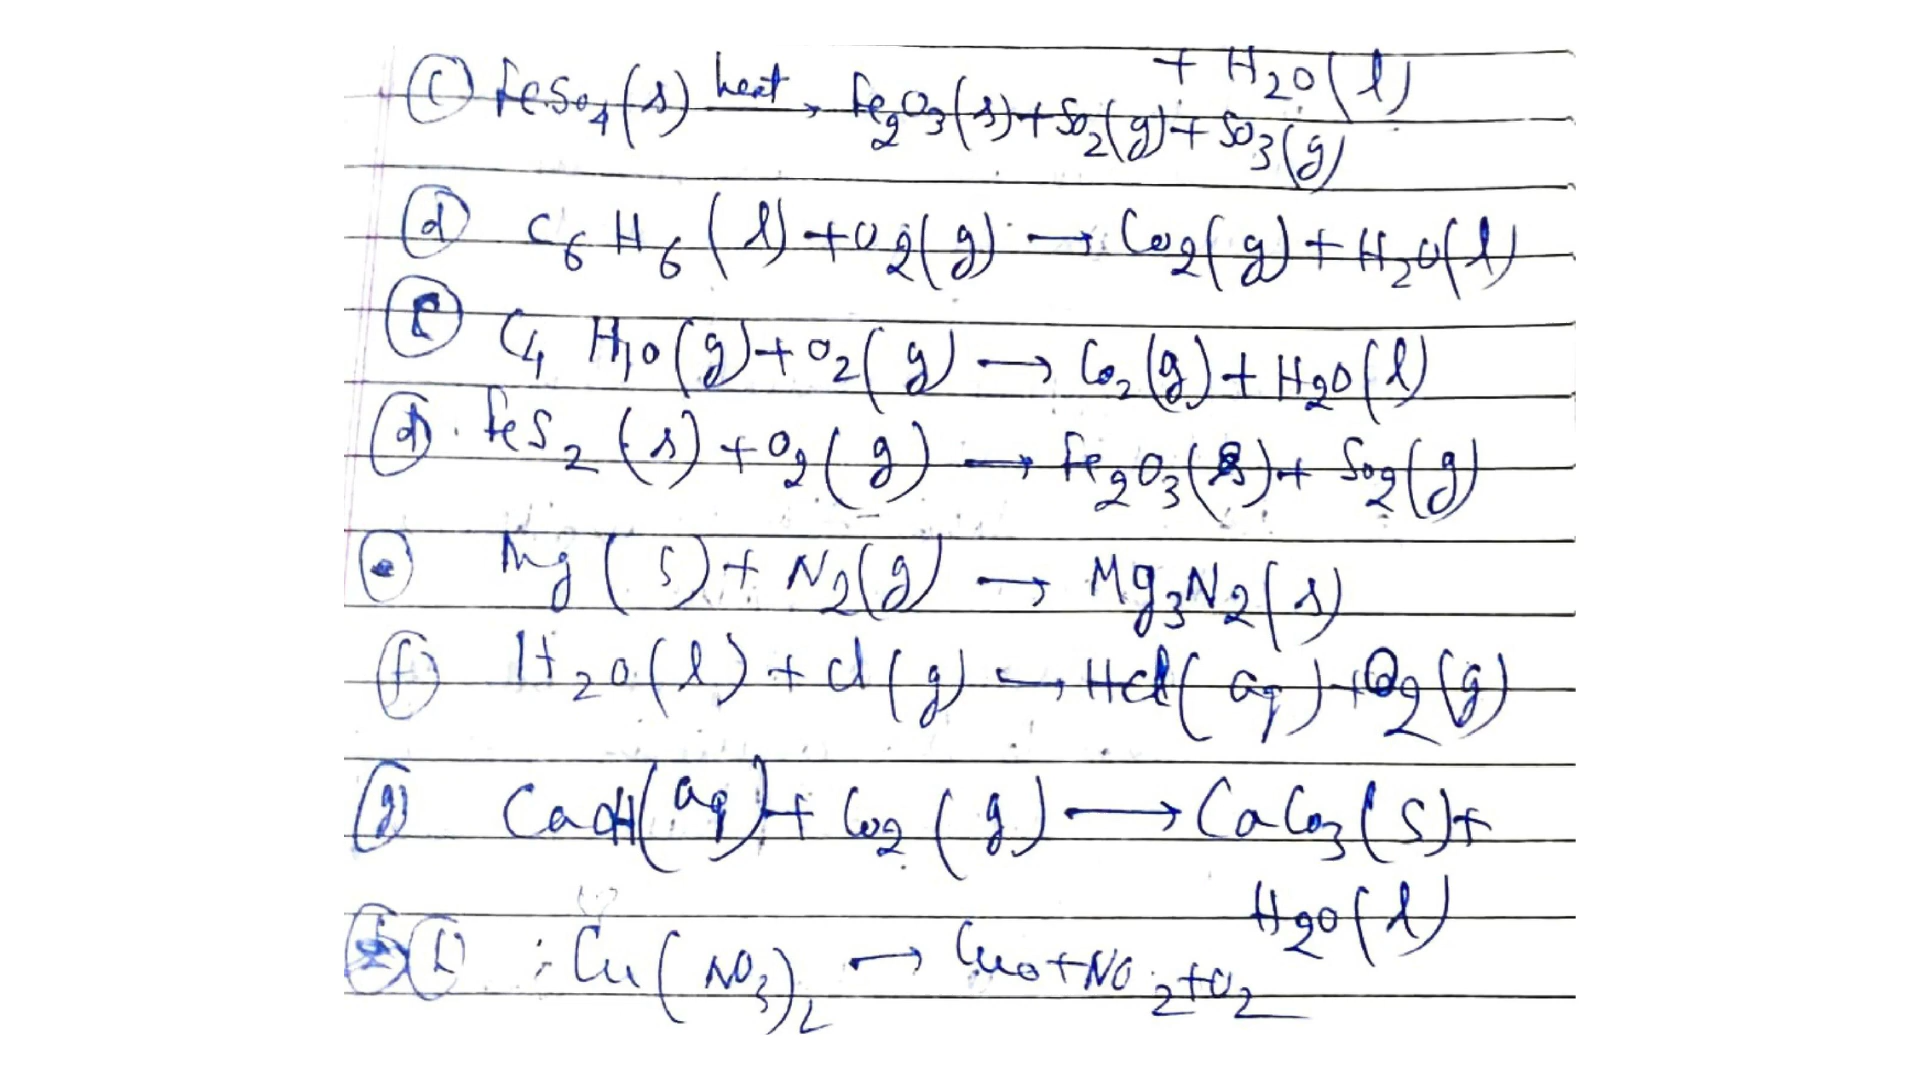 + H2O(l)
(c) FeSO4(s) heat→ Fe2O3(s)+SO2(g)+SO3(g)
(d) C6H6(l)+O2(g) → CO2(g)+H2O(l)
C4H10(g)+O2(g) → CO2(g)+H2O(l)
(d) FeS2(s)+O2(g) → Fe2O3(s)+SO2(g)
(e) Mg(s)+N2(g) → Mg3N2(s)
(f) H2O(l)+Cl(g) → HCl(aq)+O2(g)
(g) CaOH(aq)+CO2(g) → CaCO3(s)+
H2O(l)
: Cu(NO3)2 → CuO+NO2+O2